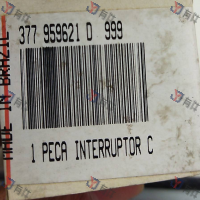 377 959621 D 999
1 PECA INTERRUPTOR C
MADE IN BRAZIL